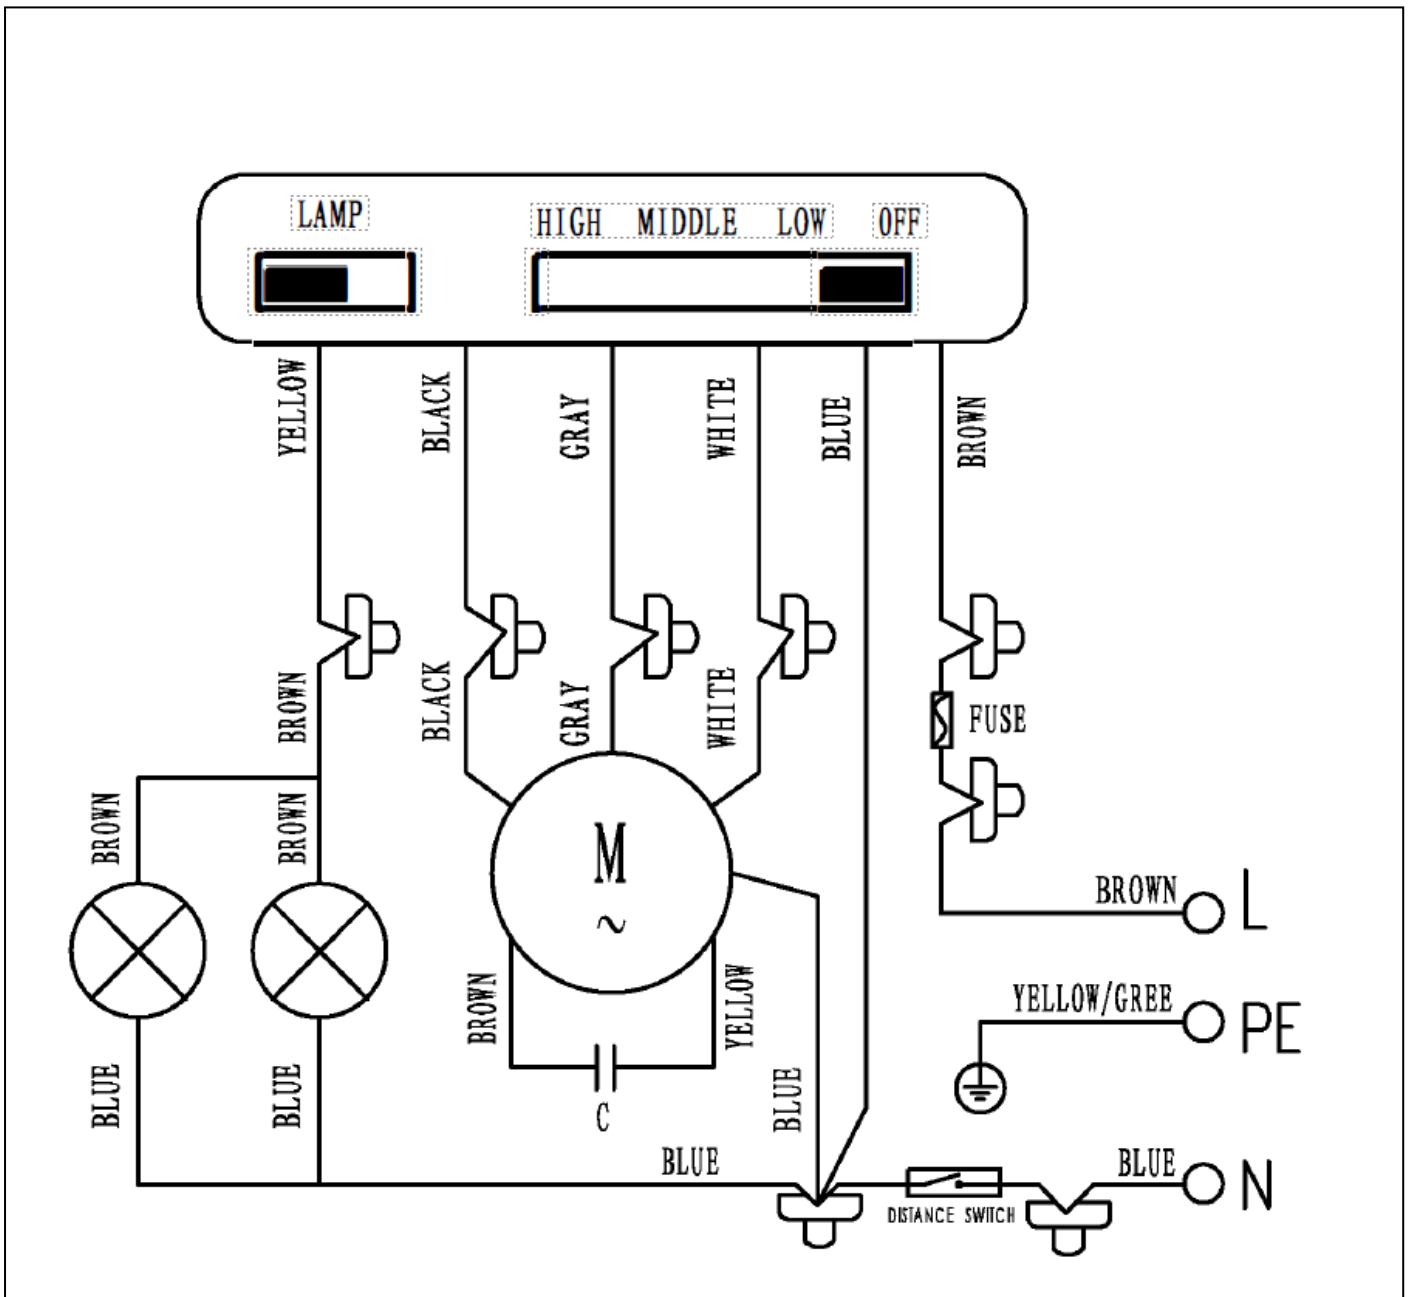 LAMP
HIGH MIDDLE LOW OFF
YELLOW
BLACK
GRAY
WHITE
BLUE
BROWN
BROWN
BLACK
GRAY
WHITE
FUSE
BROWN
BROWN
M
~
BROWN L
BROWN
YELLOW
YELLOW/GREE PE
BLUE
BLUE
C
BLUE
BLUE
BLUE N
DISTANCE SWITCH